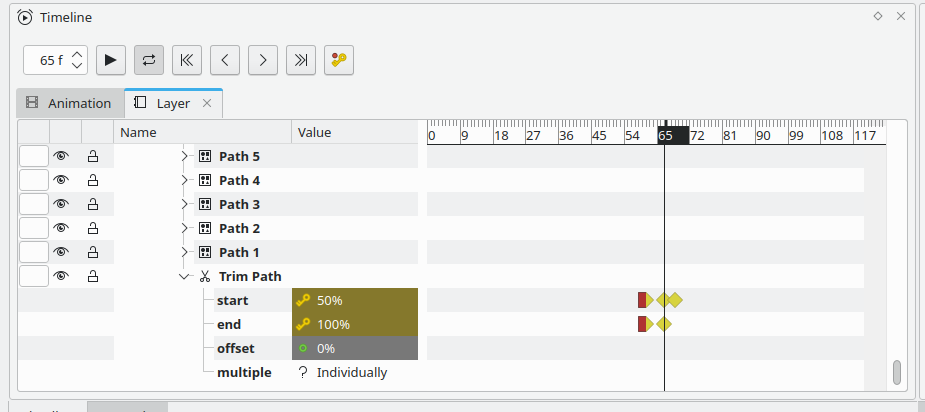 Timeline
65 f
Animation
Layer
Name Value
0 9 18 27 36 45 54 65 72 81 90 99 108 117
Path 5
Path 4
Path 3
Path 2
Path 1
Trim Path
start 50%
end 100%
offset 0%
multiple ? Individually